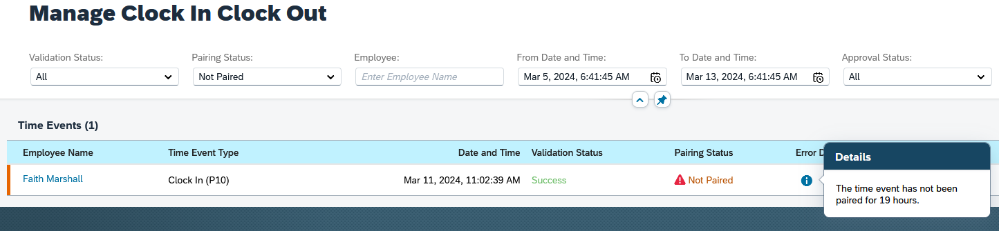 Manage Clock In Clock Out
Validation Status: Pairing Status: Employee: From Date and Time: To Date and Time: Approval Status:
All Not Paired Enter Employee Name Mar 5, 2024, 6:41:45 AM Mar 13, 2024, 6:41:45 AM All
Time Events (1)
Employee Name Time Event Type Date and Time Validation Status Pairing Status Error D
Details
Faith Marshall Clock In (P10) Mar 11, 2024, 11:02:39 AM Success Not Paired
The time event has not been
paired for 19 hours.